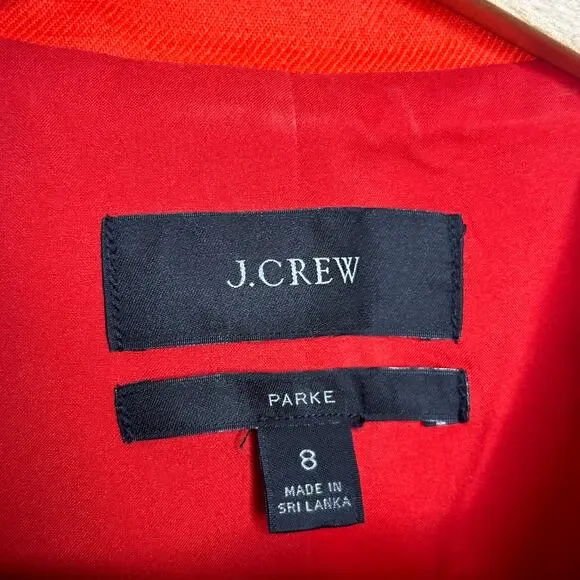 J.CREW
PARKE
8
MADE IN
SRI LANKA